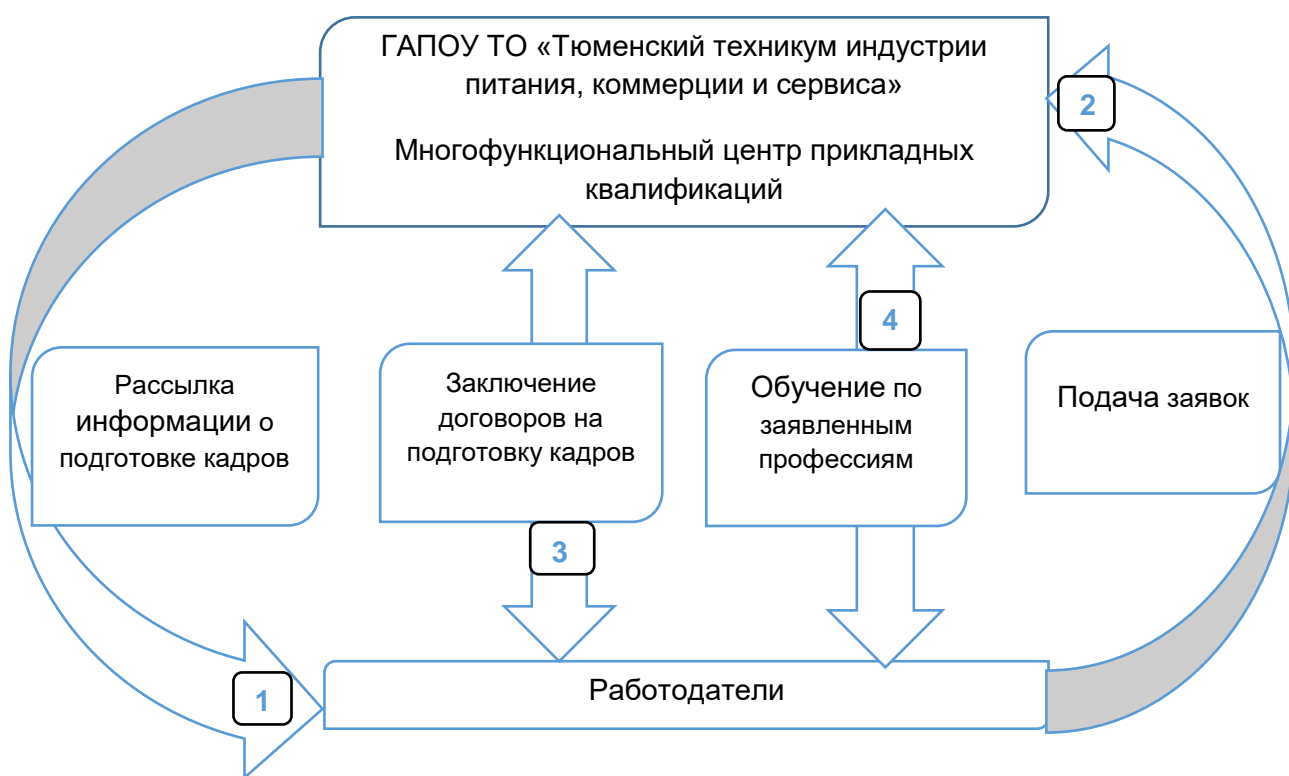 ГАПОУ ТО «Тюменский техникум индустрии
питания, коммерции и сервиса»
Многофункциональный центр прикладных
квалификаций
2
4
Рассылка
информации о
подготовке кадров
Заключение
договоров на
подготовку кадров
Обучение по
заявленным
профессиям
Подача заявок
3
1
Работодатели